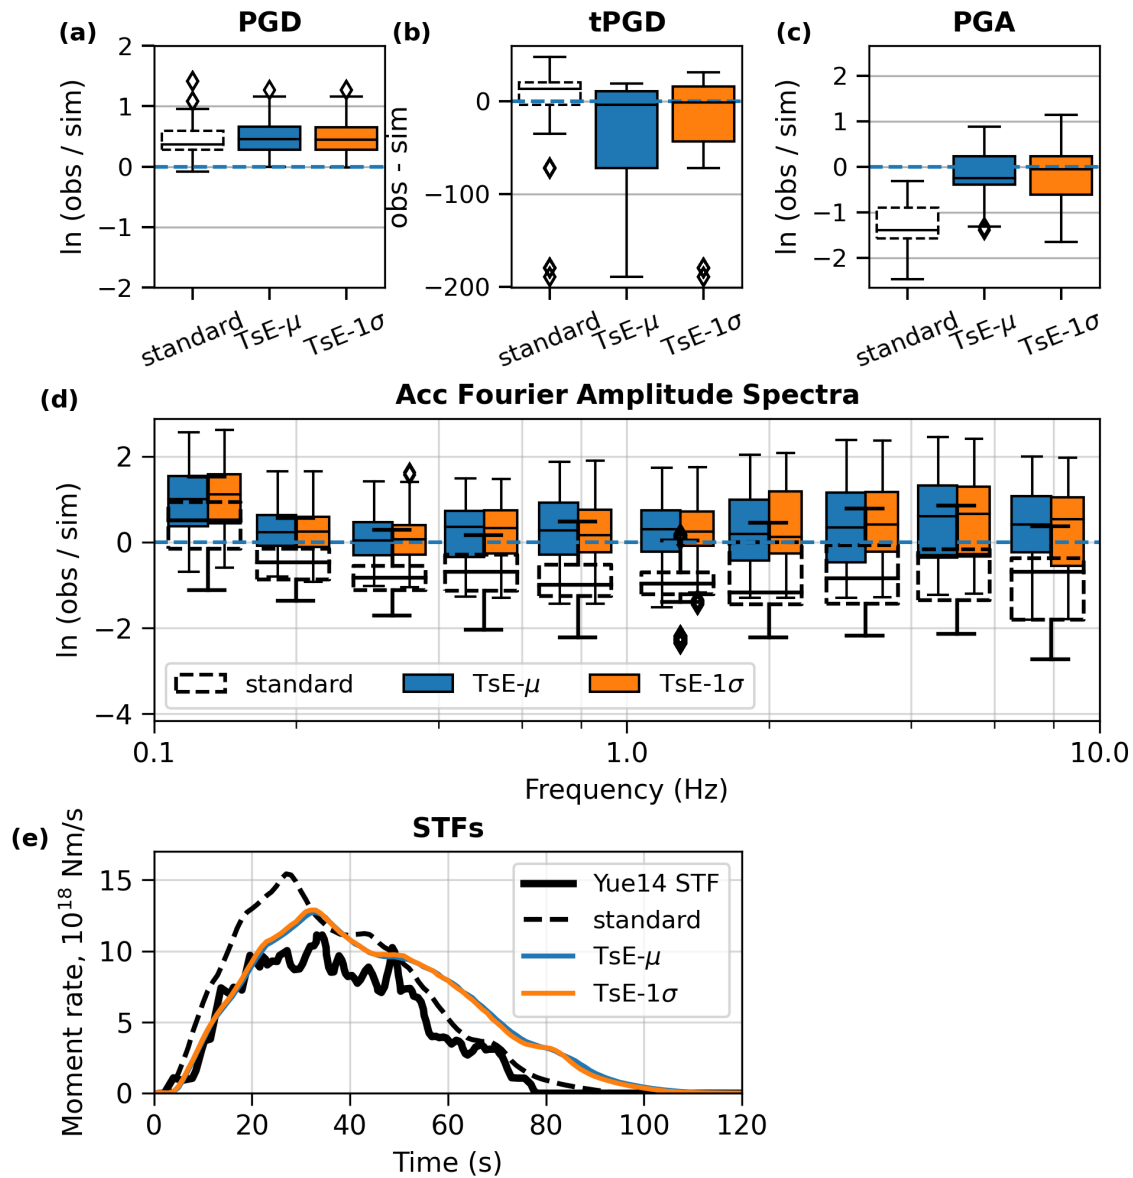 (a) PGD
ln (obs / sim)
2
1
0
−1
−2
standard TsE-μ TsE-1σ
(b) tPGD
obs - sim
0
−100
−200
standard TsE-μ TsE-1σ
(c) PGA
ln (obs / sim)
2
1
0
−1
−2
standard TsE-μ TsE-1σ
(d) Acc Fourier Amplitude Spectra
ln (obs / sim)
2
0
−2
−4
standard TsE-μ TsE-1σ
0.1 1.0 10.0
Frequency (Hz)
(e) STFs
Moment rate, 10¹⁸ Nm/s
15
10
5
0
Yue14 STF
standard
TsE-μ
TsE-1σ
0 20 40 60 80 100 120
Time (s)